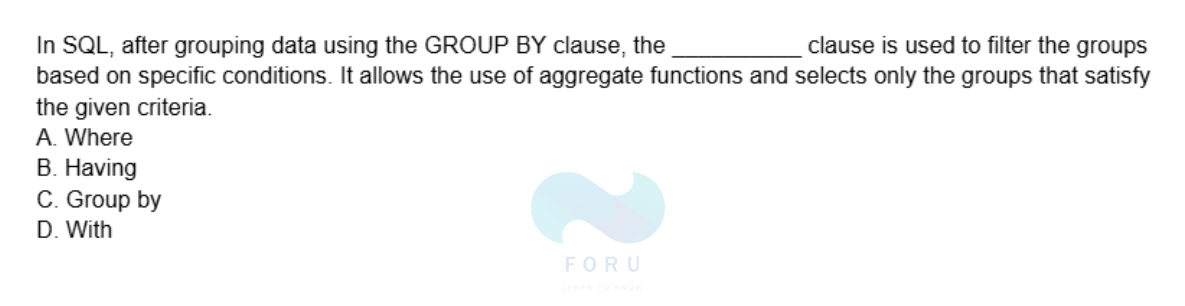 In SQL, after grouping data using the GROUP BY clause, the __________ clause is used to filter the groups
based on specific conditions. It allows the use of aggregate functions and selects only the groups that satisfy
the given criteria.
A. Where
B. Having
C. Group by
D. With
FORU